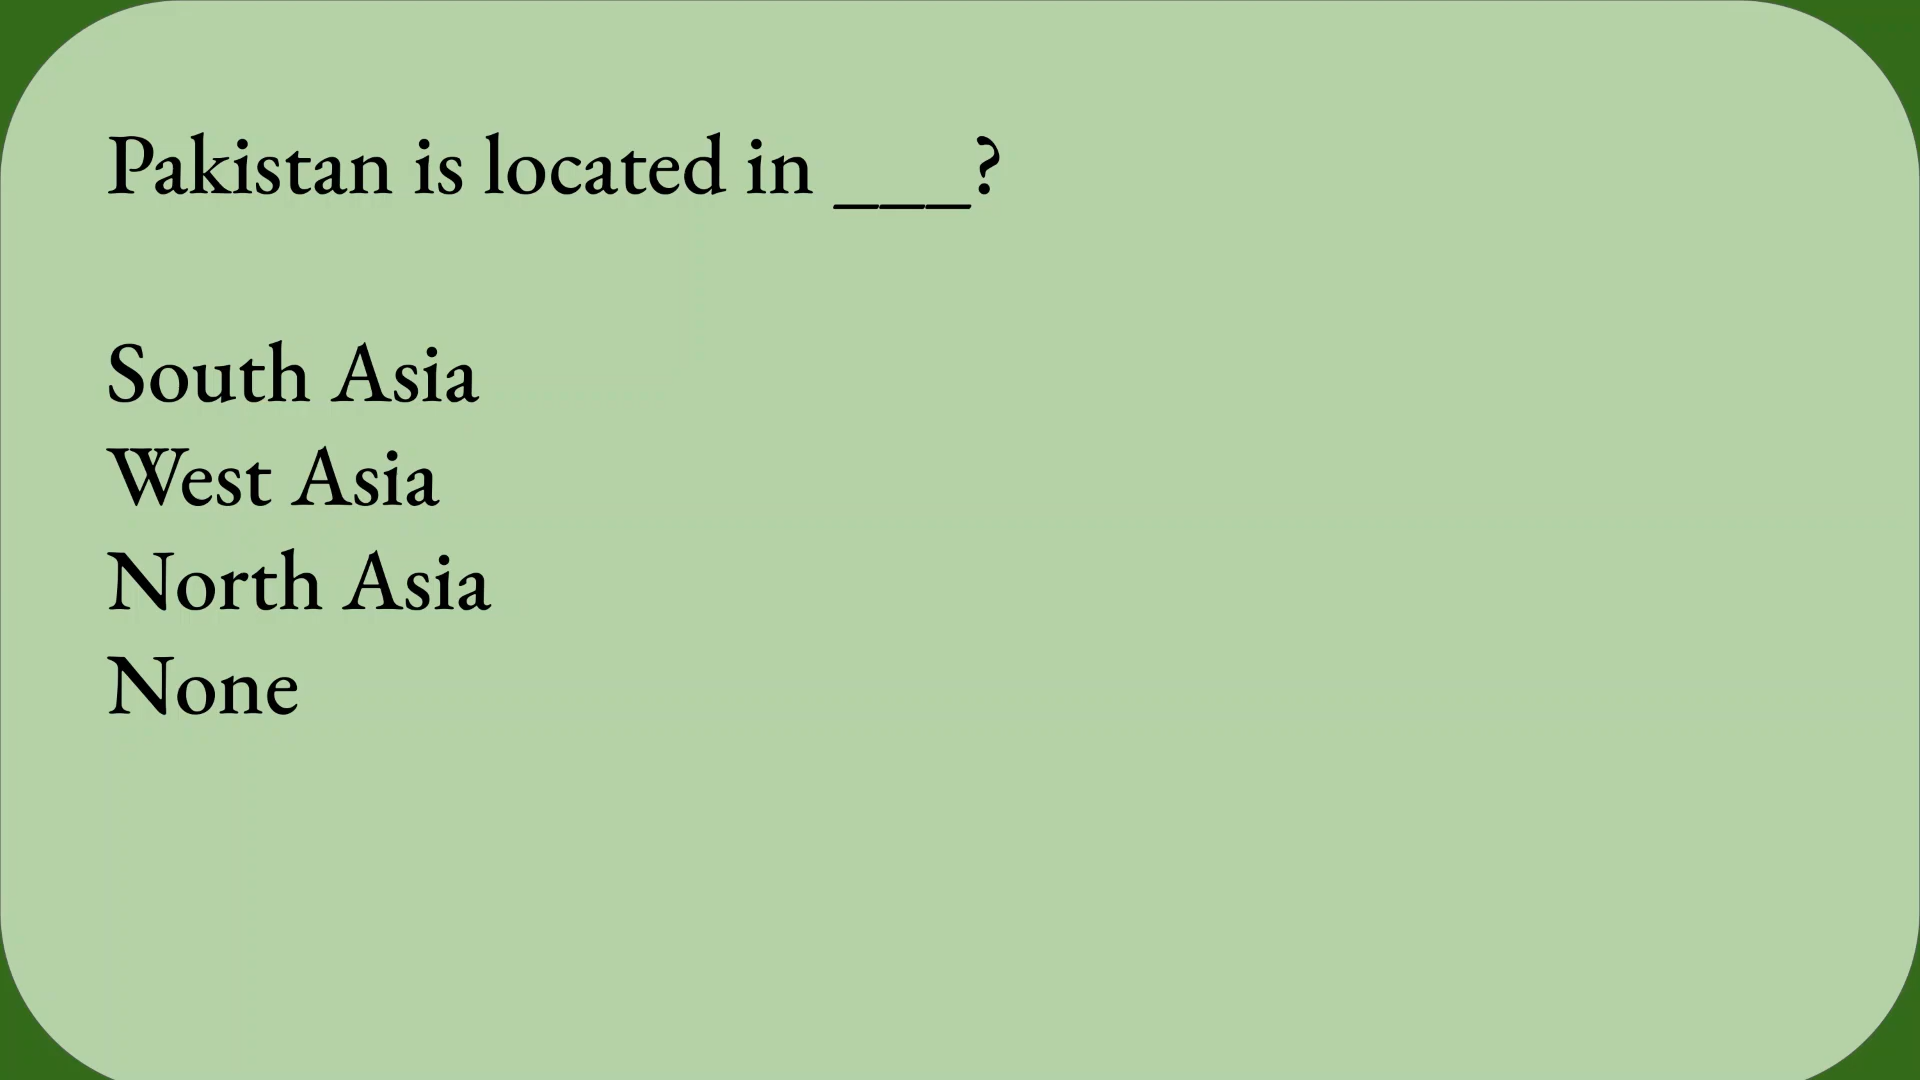 Pakistan is located in ___?
South Asia
West Asia
North Asia
None